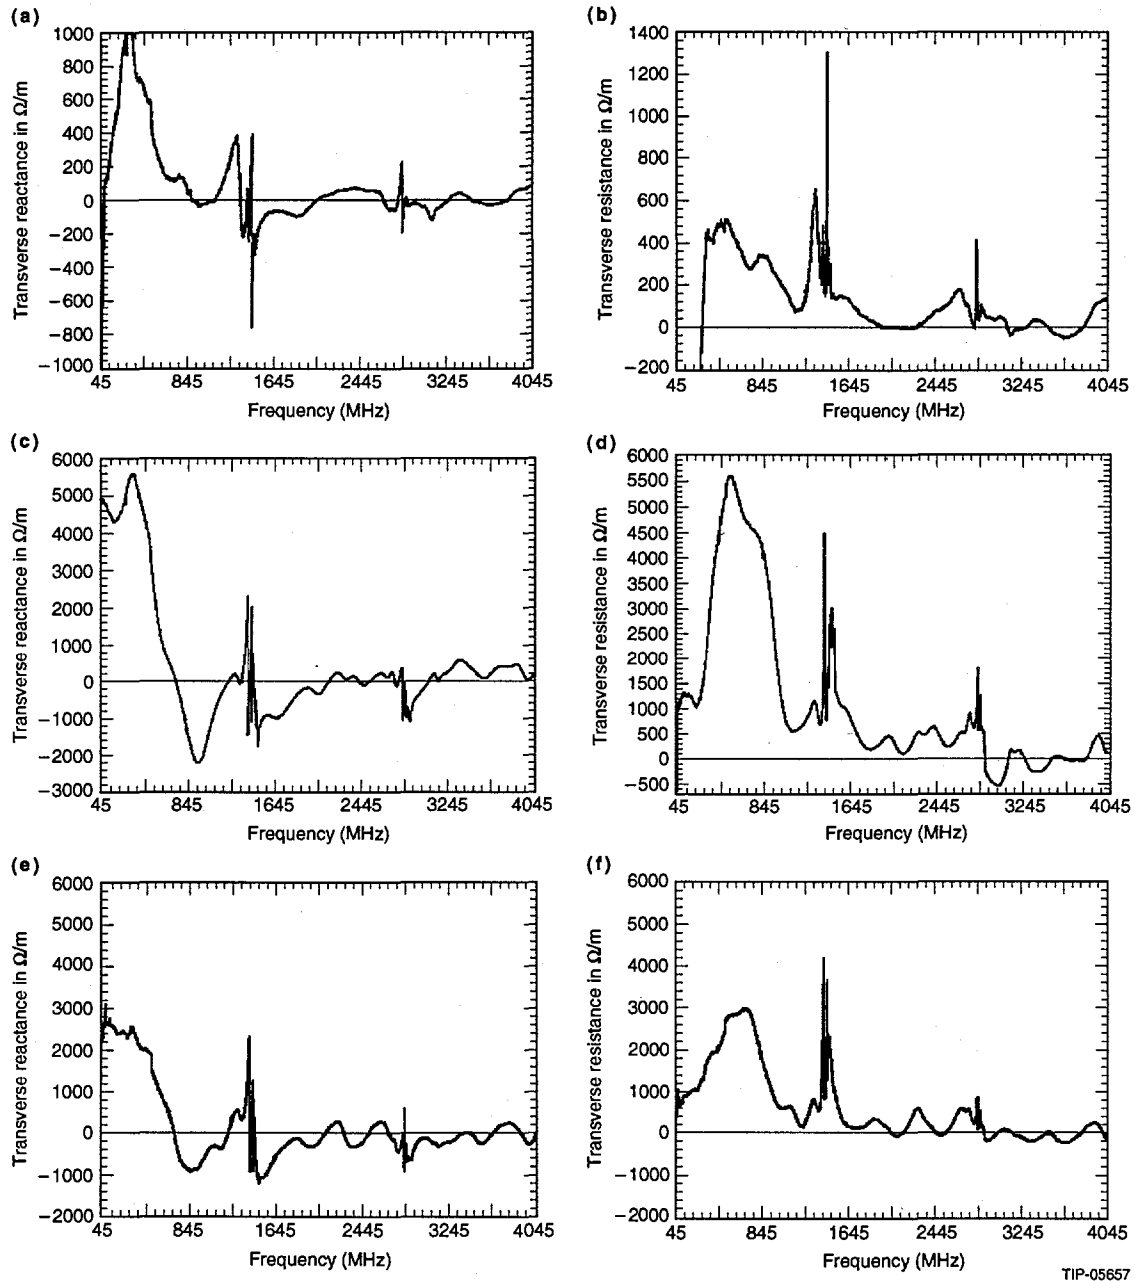 (a)
1000
800
600
400
200
0
−200
−400
−600
−800
−1000
Transverse reactance in Ω/m
45 845 1645 2445 3245 4045
Frequency (MHz)
(b)
1400
1200
1000
800
600
400
200
0
−200
Transverse resistance in Ω/m
45 845 1645 2445 3245 4045
Frequency (MHz)
(c)
6000
5000
4000
3000
2000
1000
0
−1000
−2000
−3000
Transverse reactance in Ω/m
45 845 1645 2445 3245 4045
Frequency (MHz)
(d)
6000
5500
5000
4500
4000
3500
3000
2500
2000
1500
1000
500
0
−500
Transverse resistance in Ω/m
45 845 1645 2445 3245 4045
Frequency (MHz)
(e)
6000
5000
4000
3000
2000
1000
0
−1000
−2000
Transverse reactance in Ω/m
45 845 1645 2445 3245 4045
Frequency (MHz)
(f)
6000
5000
4000
3000
2000
1000
0
−1000
−2000
Transverse resistance in Ω/m
45 845 1645 2445 3245 4045
Frequency (MHz)
TIP-05657